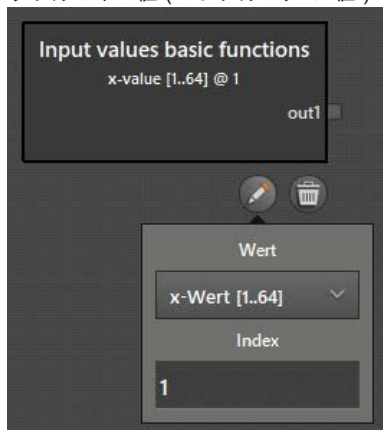 Input values basic functions
x-value [1..64] @ 1
out1
Wert
x-Wert [1..64]
Index
1